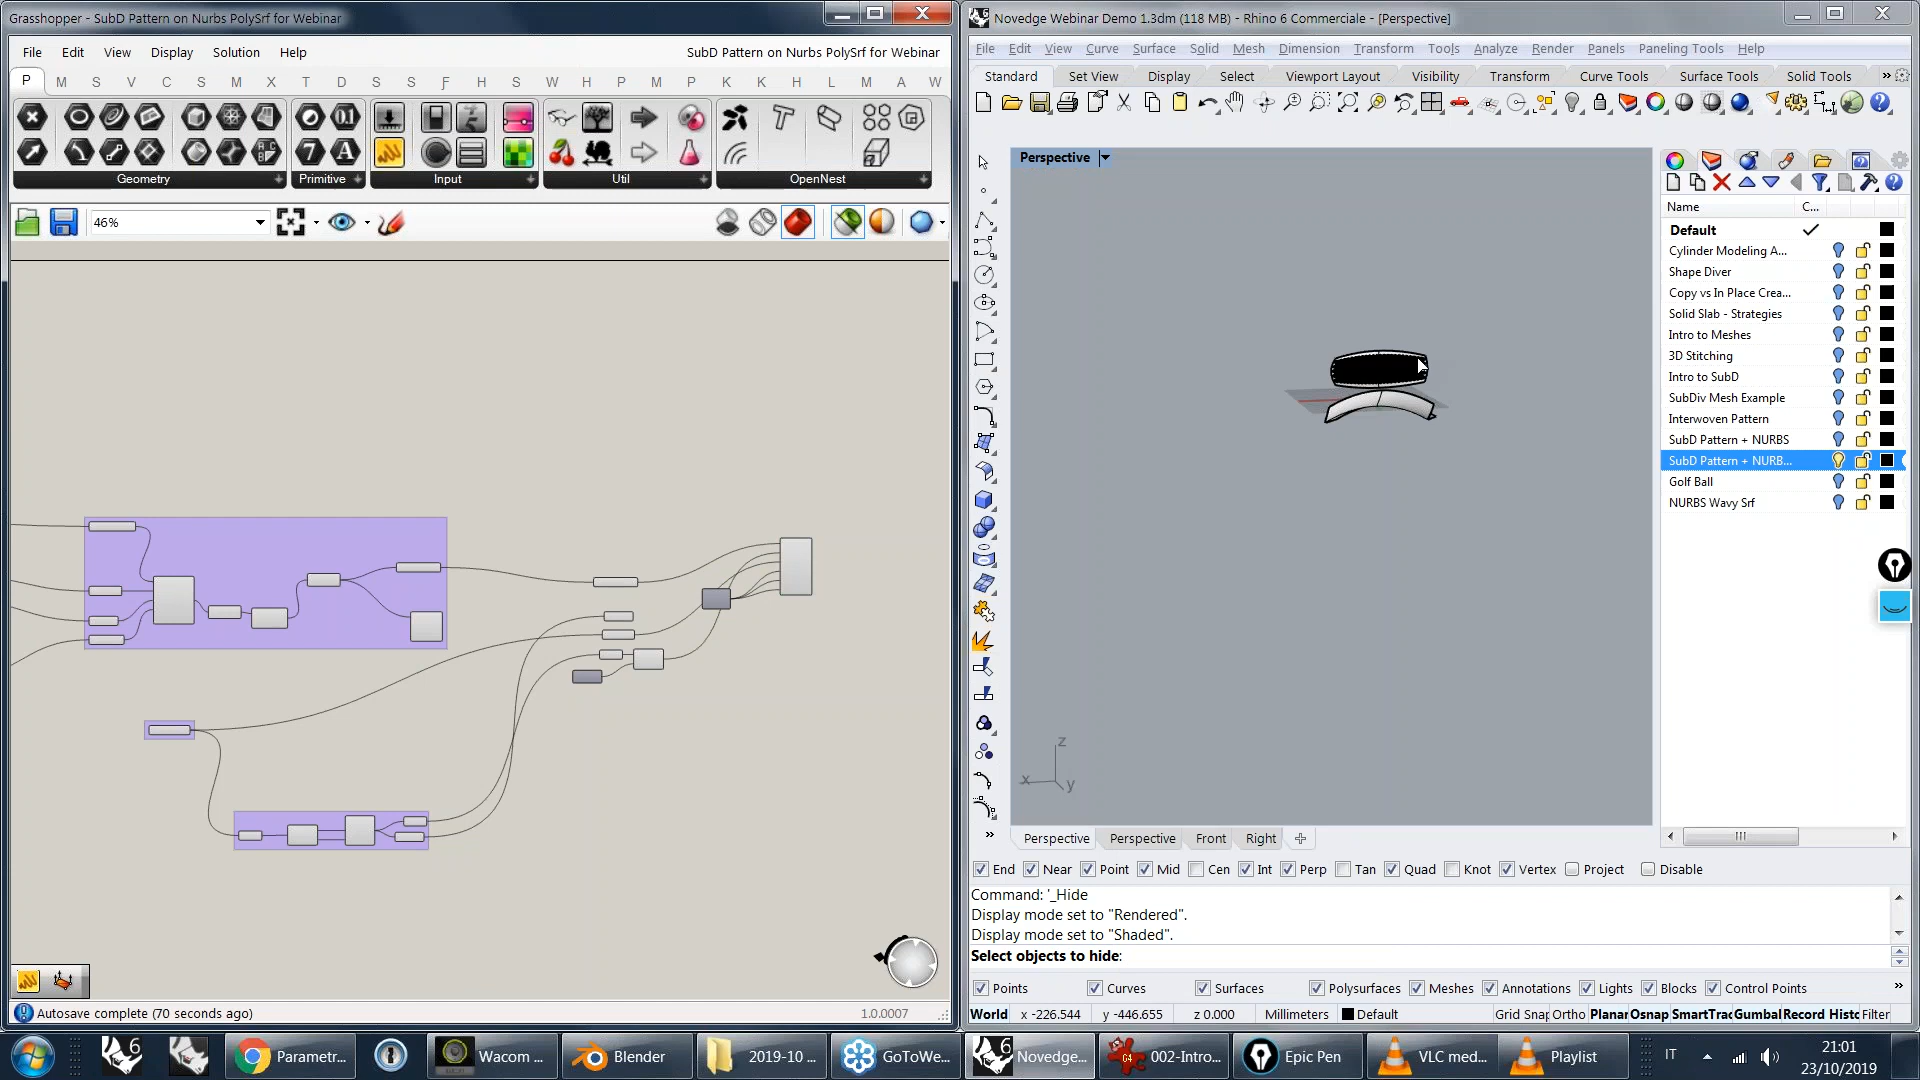 Grasshopper - SubD Pattern on Nurbs PolySrf for Webinar
File Edit View Display Solution Help
SubD Pattern on Nurbs PolySrf for Webinar
P M S V C S M X T D S F H S W H P M P K K H L M A W
Geometry Primitive Input Util OpenNest
46%
Autosave complete (70 seconds ago)
1.0.0007
Novedge Webinar Demo 1.3dm (118 MB) - Rhino 6 Commerciale - [Perspective]
File Edit View Curve Surface Solid Mesh Dimension Transform Tools Analyze Render Panels Paneling Tools Help
Standard Set View Display Select Viewport Layout Visibility Transform Curve Tools Surface Tools Solid Tools
Perspective
z
x
y
Name C...
Default
Cylinder Modeling A...
Shape Diver
Copy vs In Place Crea...
Solid Slab - Strategies
Intro to Meshes
3D Stitching
Intro to SubD
SubDiv Mesh Example
Interwoven Pattern
SubD Pattern + NURBS
SubD Pattern + NURB...
Golf Ball
NURBS Wavy Srf
Perspective Perspective Front Right
End Near Point Mid Cen Int Perp Tan Quad Knot Vertex Project Disable
Command: '_Hide
Display mode set to "Rendered".
Display mode set to "Shaded".
Select objects to hide:
Points Curves Surfaces Polysurfaces Meshes Annotations Lights Blocks Control Points
World x -226.544 y -446.655 z 0.000 Millimeters Default Grid Snap Ortho Planar Osnap SmartTrac Gumbal Record Histo Filter
Parametr... Wacom ... Blender 2019-10 ... GoToWe... Novedge... 002-Intro... Epic Pen VLC med... Playlist
IT
21:01
23/10/2019